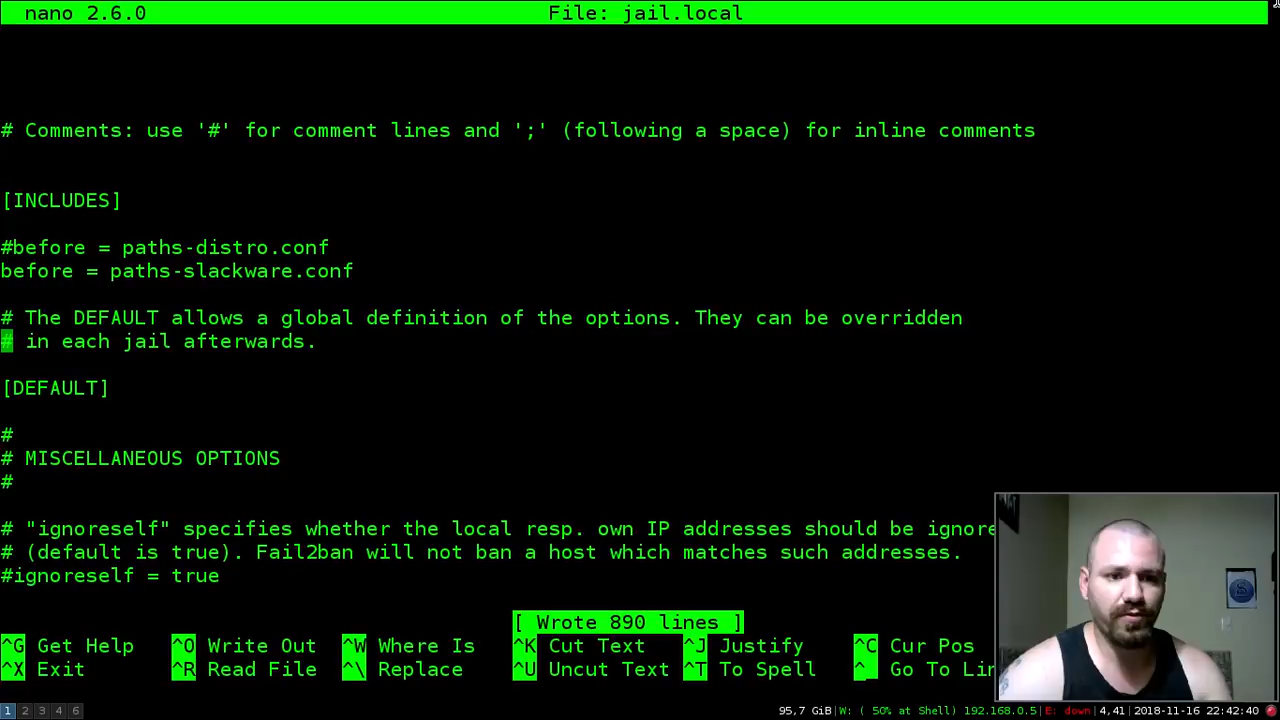 nano 2.6.0 File: jail.local
# Comments: use '#' for comment lines and ';' (following a space) for inline comments
[INCLUDES]
#before = paths-distro.conf
before = paths-slackware.conf
# The DEFAULT allows a global definition of the options. They can be overridden
# in each jail afterwards.
[DEFAULT]
#
# MISCELLANEOUS OPTIONS
#
# "ignoreself" specifies whether the local resp. own IP addresses should be ignore
# (default is true). Fail2ban will not ban a host which matches such addresses.
#ignoreself = true
[ Wrote 890 lines ]
^G Get Help ^O Write Out ^W Where Is ^K Cut Text ^J Justify ^C Cur Pos
^X Exit ^R Read File ^\ Replace ^U Uncut Text ^T To Spell ^_ Go To Lin
1 2 3 4 6 95,7 GiB|W: ( 50% at Shell) 192.168.0.5|E: down|4,41|2018-11-16 22:42:40